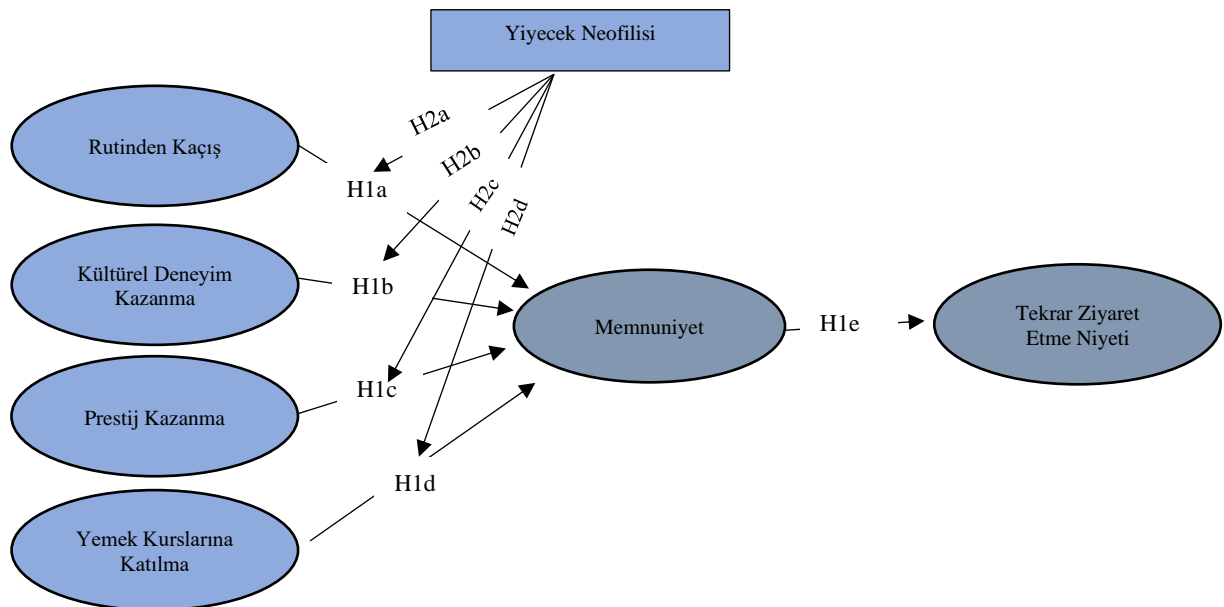 Yiyecek Neofilisi
Rutinden Kaçış
H2a
H2b
H2c
H2d
H1a
Kültürel Deneyim
Kazanma
H1b
Memnuniyet
H1e
Tekrar Ziyaret
Etme Niyeti
Prestij Kazanma
H1c
H1d
Yemek Kurslarına
Katılma